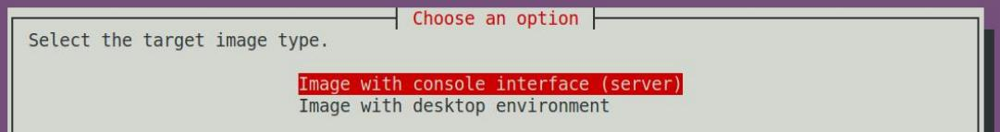 Choose an option
Select the target image type.
Image with console interface (server)
Image with desktop environment